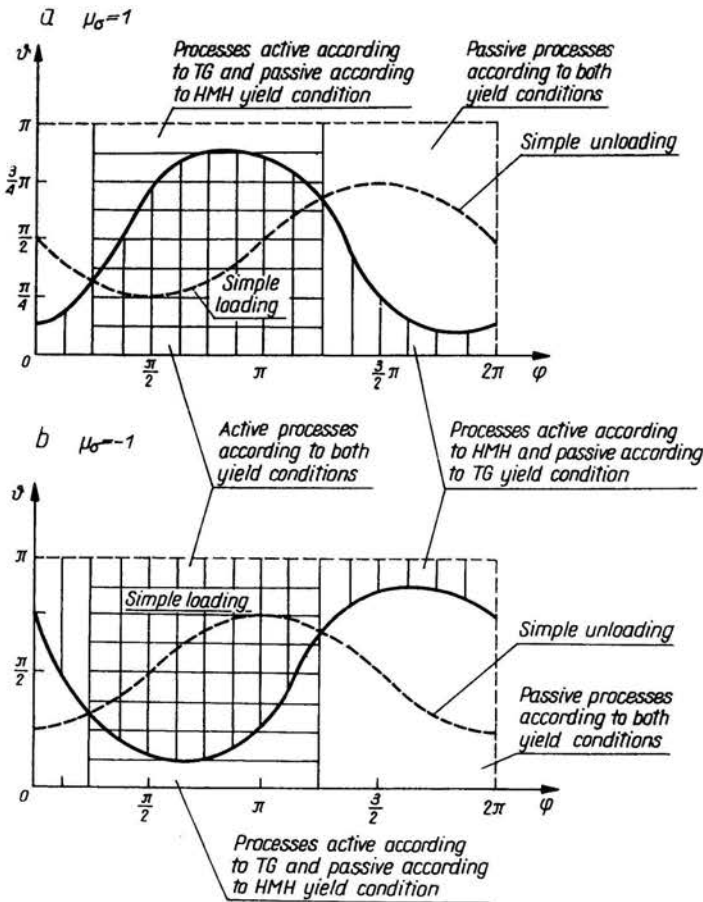 a μσ=1
ϑ
Processes active according
to TG and passive according
to HMH yield condition
Passive processes
according to both
yield conditions
Simple unloading
π
3/4 π
π/2
π/4
0
Simple
loading
π/2
π
3/2 π
2π
φ
b μσ=-1
Active processes
according to both
yield conditions
Processes active according
to HMH and passive according
to TG yield condition
ϑ
π
π/2
0
Simple loading
Simple unloading
Passive processes
according to both
yield conditions
π/2
π
3/2
2π
φ
Processes active according
to TG and passive according
to HMH yield condition